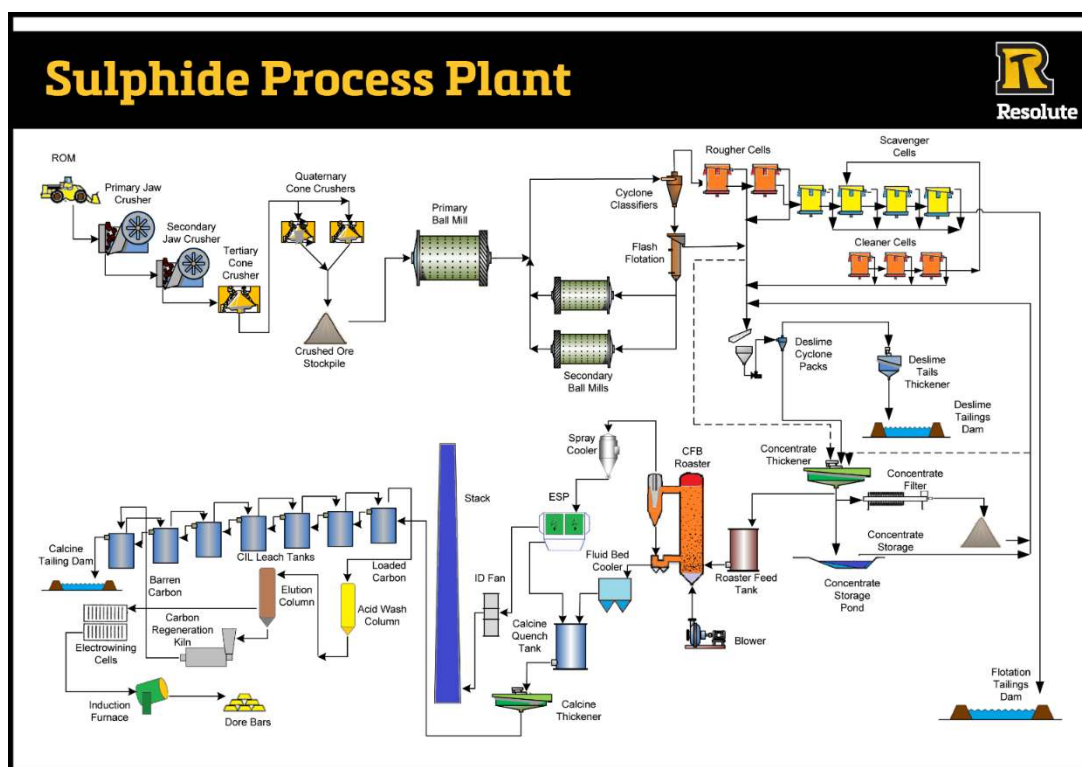 Sulphide Process Plant
Resolute
ROM
Primary Jaw
Crusher
Secondary
Jaw Crusher
Tertiary
Cone
Crusher
Quaternary
Cone Crushers
Crushed Ore
Stockpile
Primary
Ball Mill
Cyclone
Classifiers
Flash
Flotation
Secondary
Ball Mills
Rougher Cells
Scavenger
Cells
Cleaner Cells
Deslime
Cyclone
Packs
Deslime
Tails
Thickener
Deslime
Tailings
Dam
Concentrate
Thickener
Concentrate
Filter
Concentrate
Storage
Concentrate
Storage
Pond
Flotation
Tailings
Dam
Spray
Cooler
CFB
Roaster
ESP
Stack
Fluid Bed
Cooler
Roaster Feed
Tank
Blower
ID Fan
Calcine
Quench
Tank
Calcine
Thickener
CIL Leach Tanks
Calcine
Tailing Dam
Barren
Carbon
Loaded
Carbon
Elution
Column
Acid Wash
Column
Carbon
Regeneration
Kiln
Electrowining
Cells
Induction
Furnace
Dore Bars